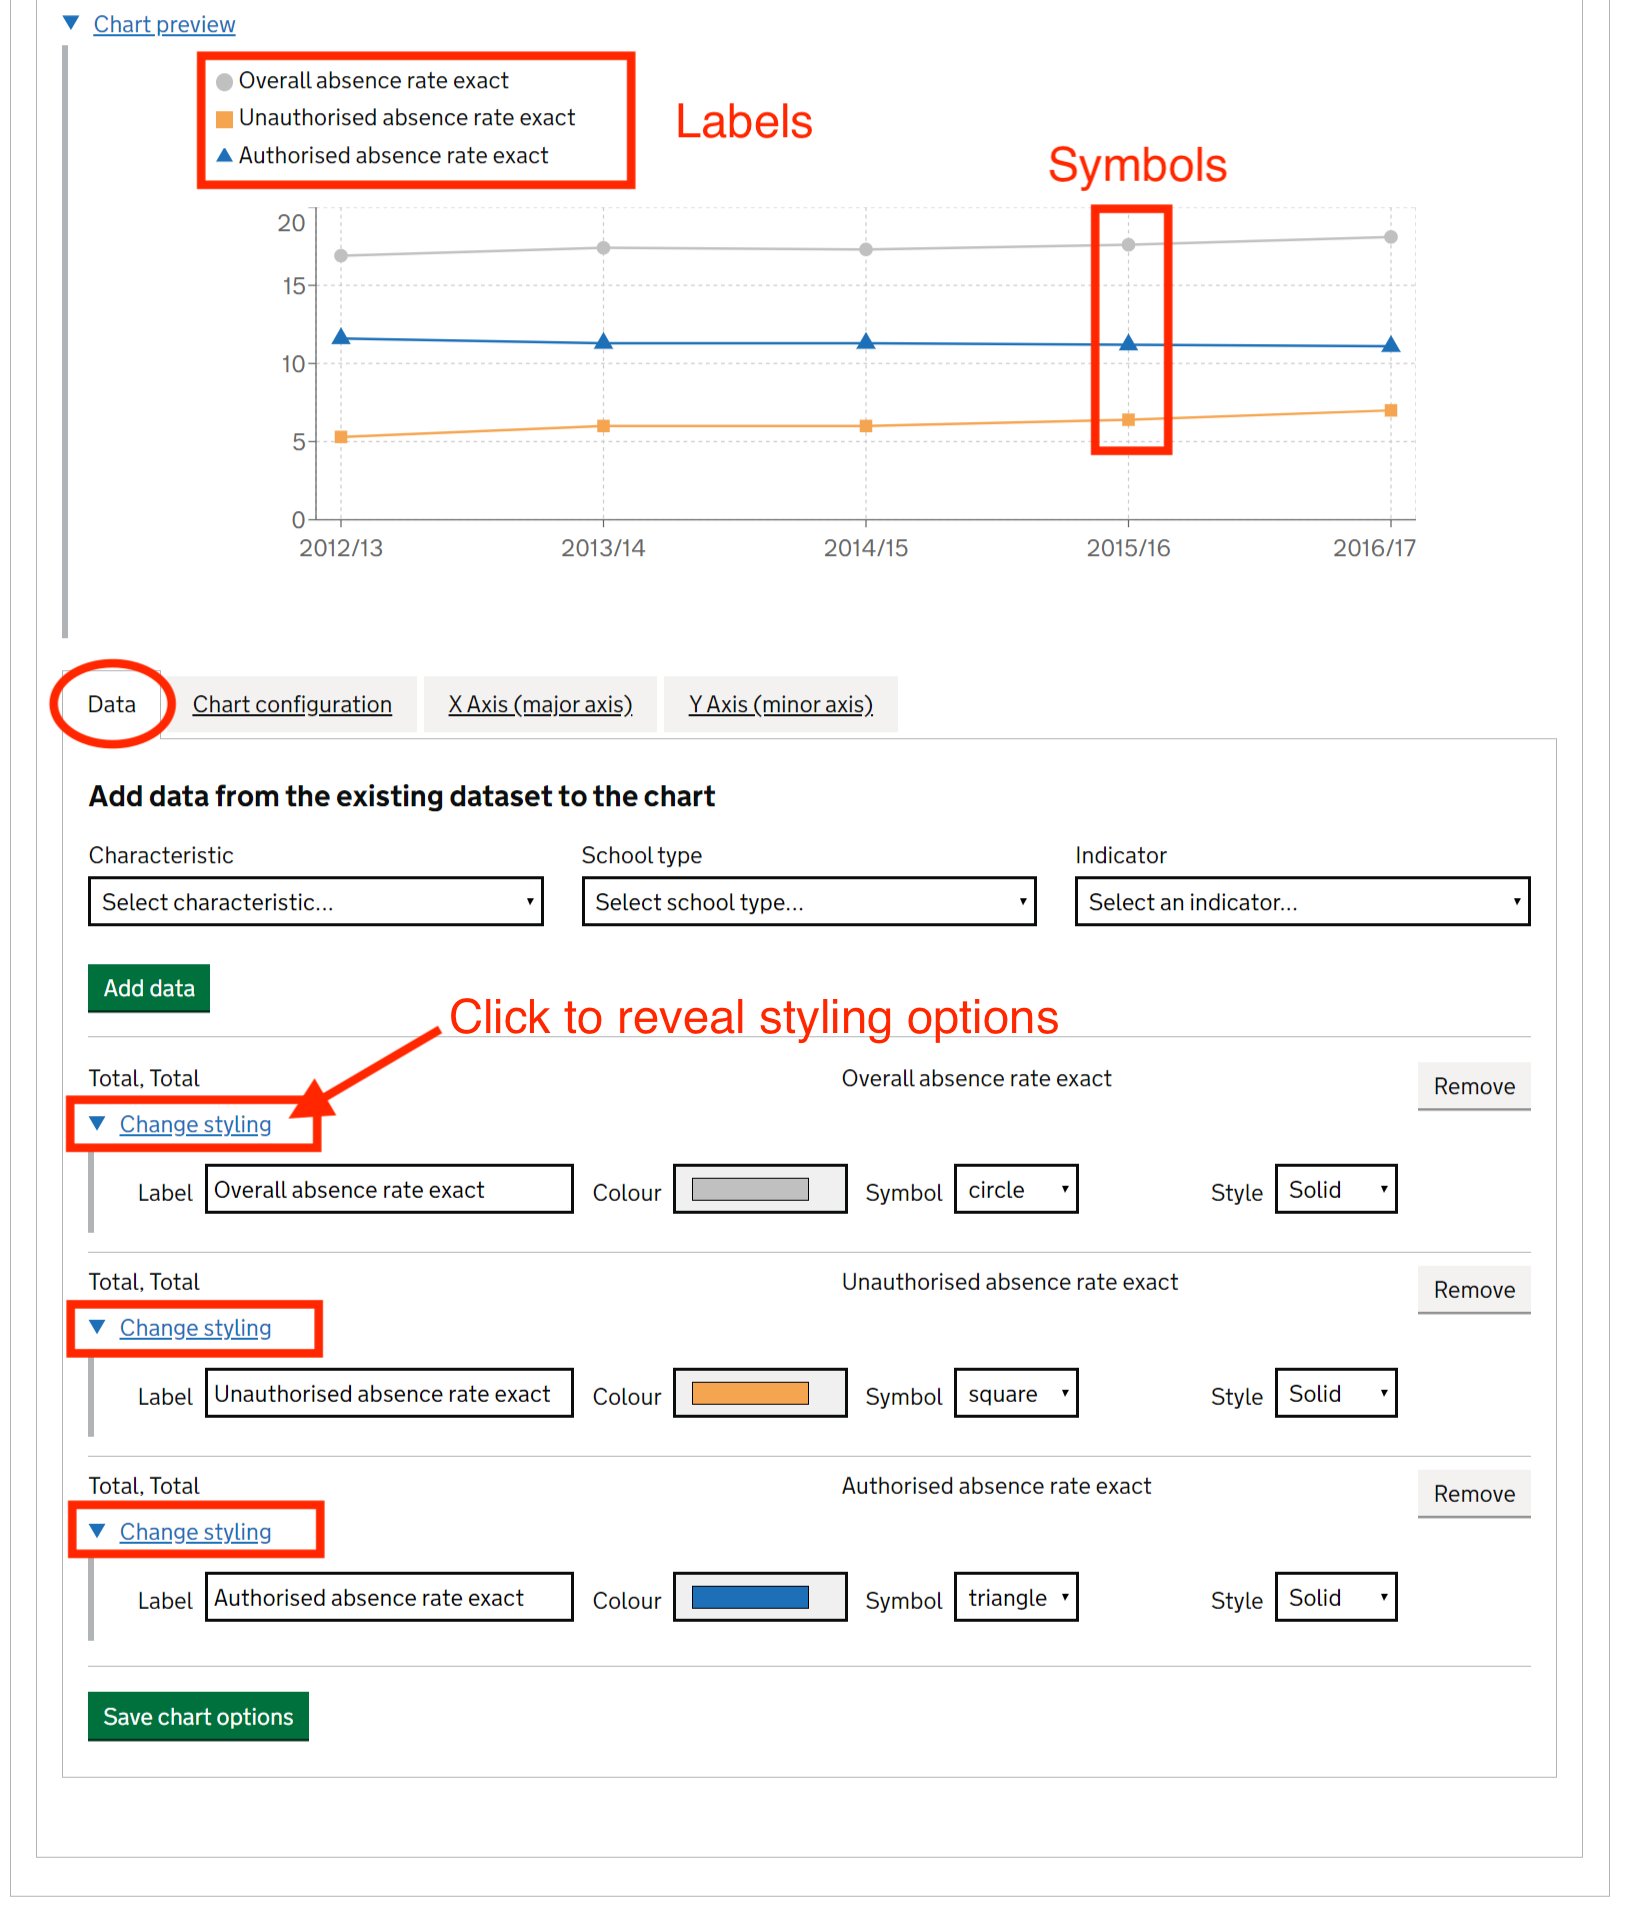 Chart preview
Overall absence rate exact
Unauthorised absence rate exact
Authorised absence rate exact
Labels
Symbols
20
15
10
5
0
2012/13 2013/14 2014/15 2015/16 2016/17
Data Chart configuration X Axis (major axis) Y Axis (minor axis)
Add data from the existing dataset to the chart
Characteristic School type Indicator
Select characteristic... Select school type... Select an indicator...
Add data
Click to reveal styling options
Total, Total Overall absence rate exact Remove
Change styling
Label Overall absence rate exact Colour Symbol circle Style Solid
Total, Total Unauthorised absence rate exact Remove
Change styling
Label Unauthorised absence rate exact Colour Symbol square Style Solid
Total, Total Authorised absence rate exact Remove
Change styling
Label Authorised absence rate exact Colour Symbol triangle Style Solid
Save chart options